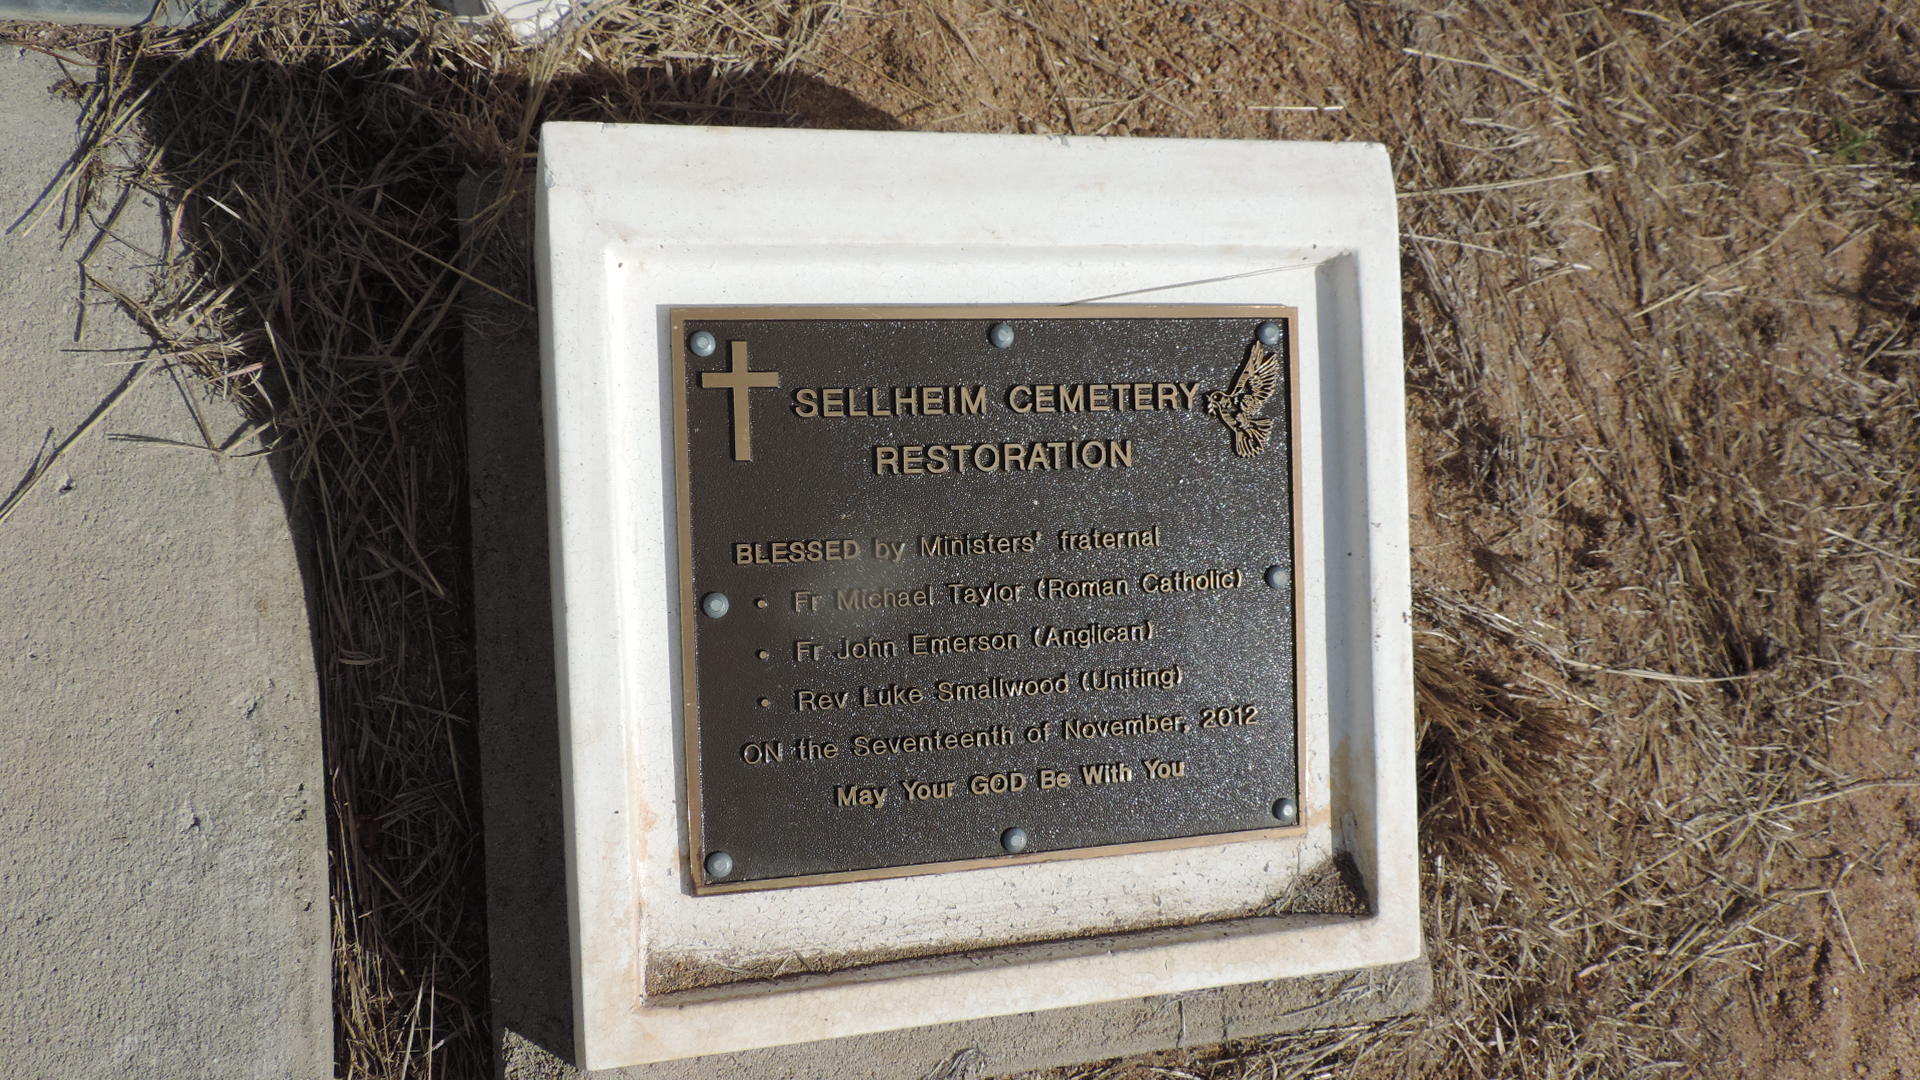 SELLHEIM CEMETERY
RESTORATION
BLESSED by Ministers' fraternal
• Fr Michael Taylor (Roman Catholic)
• Fr John Emerson (Anglican)
• Rev Luke Smallwood (Uniting)
ON the Seventeenth of November, 2012
May Your GOD Be With You